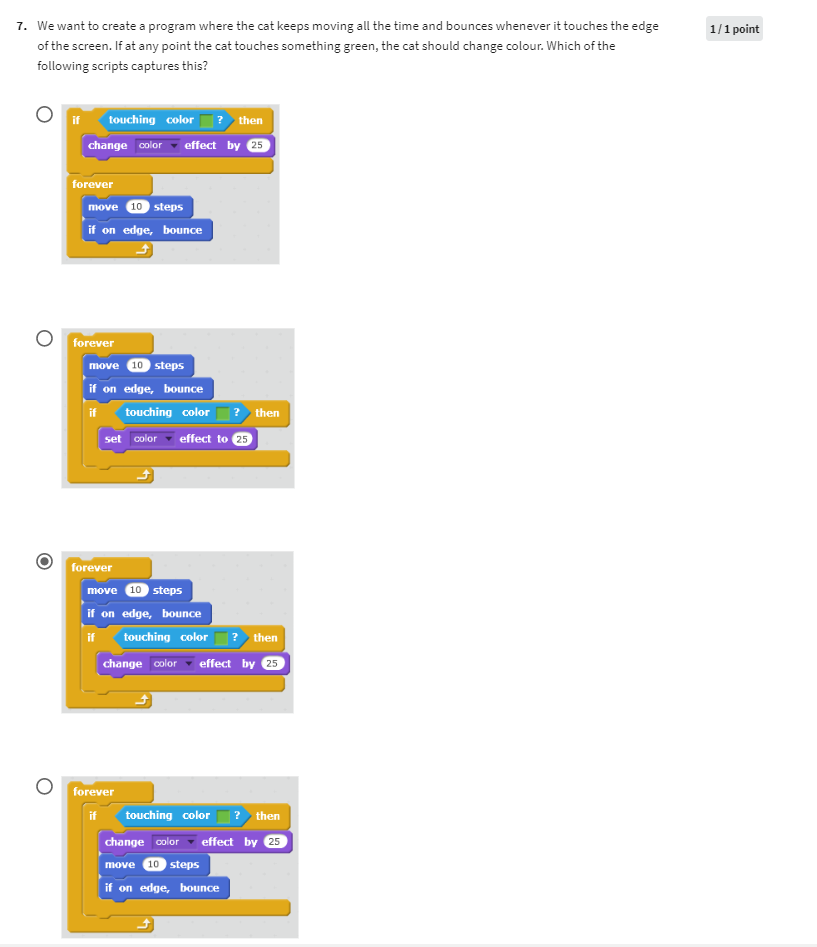 7. We want to create a program where the cat keeps moving all the time and bounces whenever it touches the edge
of the screen. If at any point the cat touches something green, the cat should change colour. Which of the
following scripts captures this?
1 / 1 point
if touching color ? then
change color effect by 25
forever
move 10 steps
if on edge, bounce
forever
move 10 steps
if on edge, bounce
if touching color ? then
set color effect to 25
forever
move 10 steps
if on edge, bounce
if touching color ? then
change color effect by 25
forever
if touching color ? then
change color effect by 25
move 10 steps
if on edge, bounce